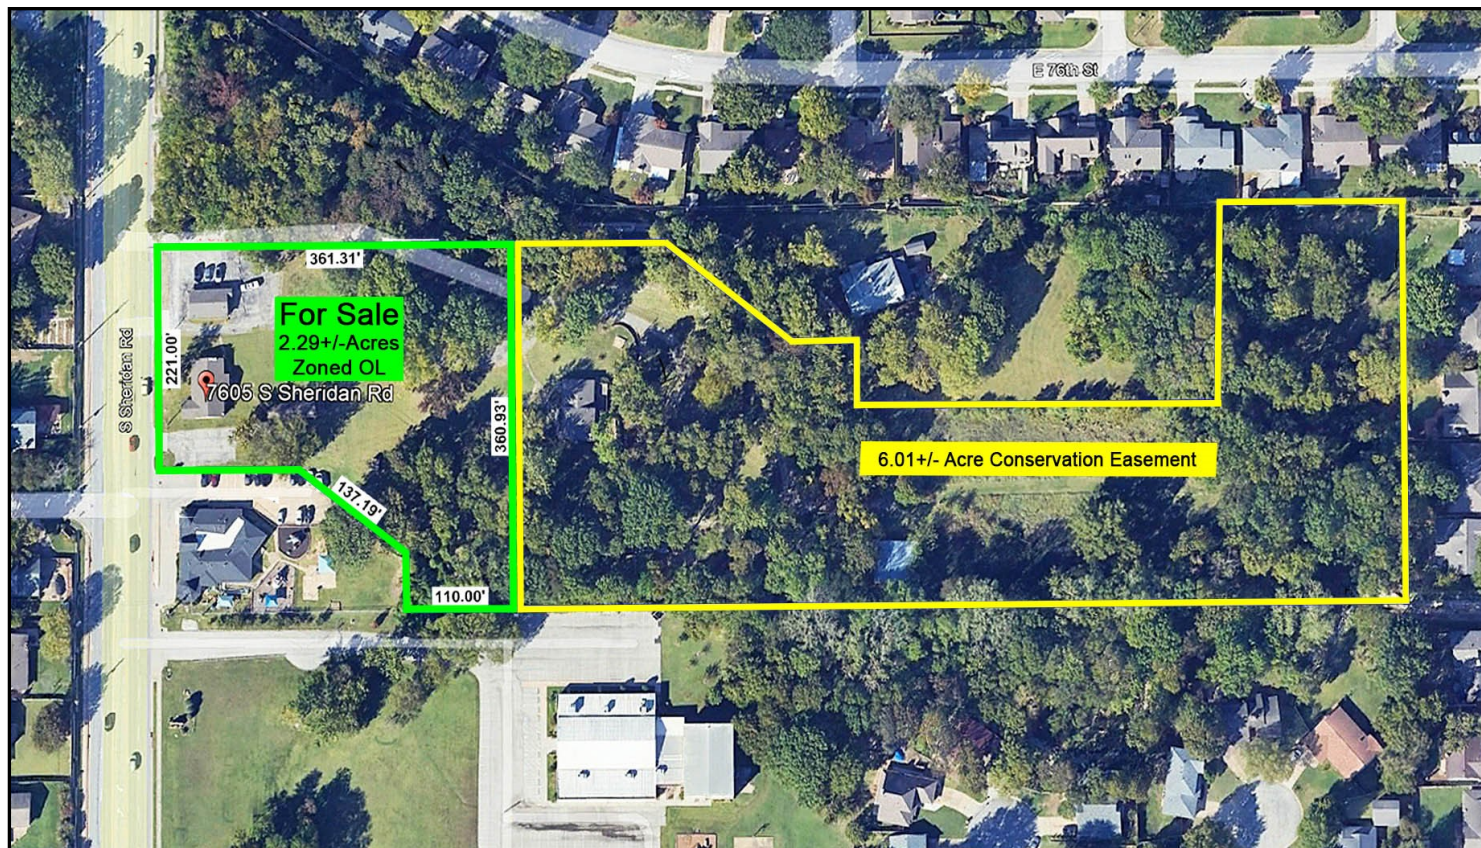 E 76th St
361.31'
For Sale
2.29+/-Acres
Zoned OL
221.00'
S Sheridan Rd
7605 S Sheridan Rd
360.93'
6.01+/- Acre Conservation Easement
137.19'
110.00'